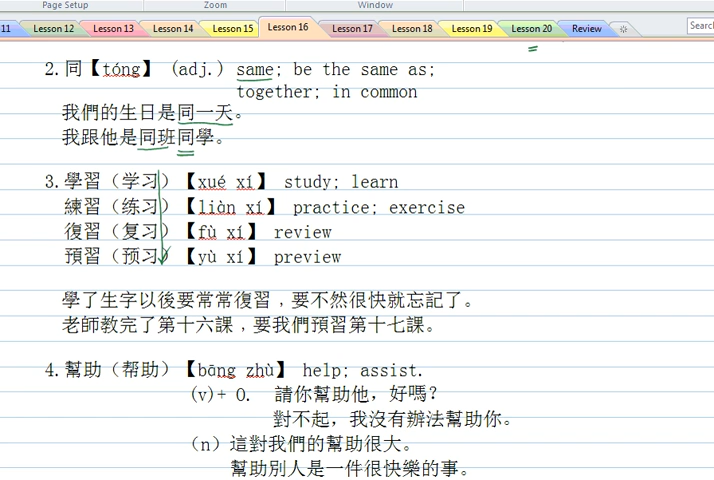 Page Setup Zoom Window
11 Lesson 12 Lesson 13 Lesson 14 Lesson 15 Lesson 16 Lesson 17 Lesson 18 Lesson 19 Lesson 20 Review Searc
2. 同【tóng】 (adj.) same; be the same as;
together; in common
我們的生日是同一天。
我跟他是同班同學。
3. 學習（学习）【xué xí】 study; learn
練習（练习）【liàn xí】 practice; exercise
復習（复习）【fù xí】 review
預習（预习）【yù xí】 preview
學了生字以後要常常復習，要不然很快就忘記了。
老師教完了第十六課，要我們預習第十七課。
4. 幫助（帮助）【bāng zhù】 help; assist.
(v)+ O. 請你幫助他，好嗎？
對不起，我沒有辦法幫助你。
（n）這對我們的幫助很大。
幫助別人是一件很快樂的事。